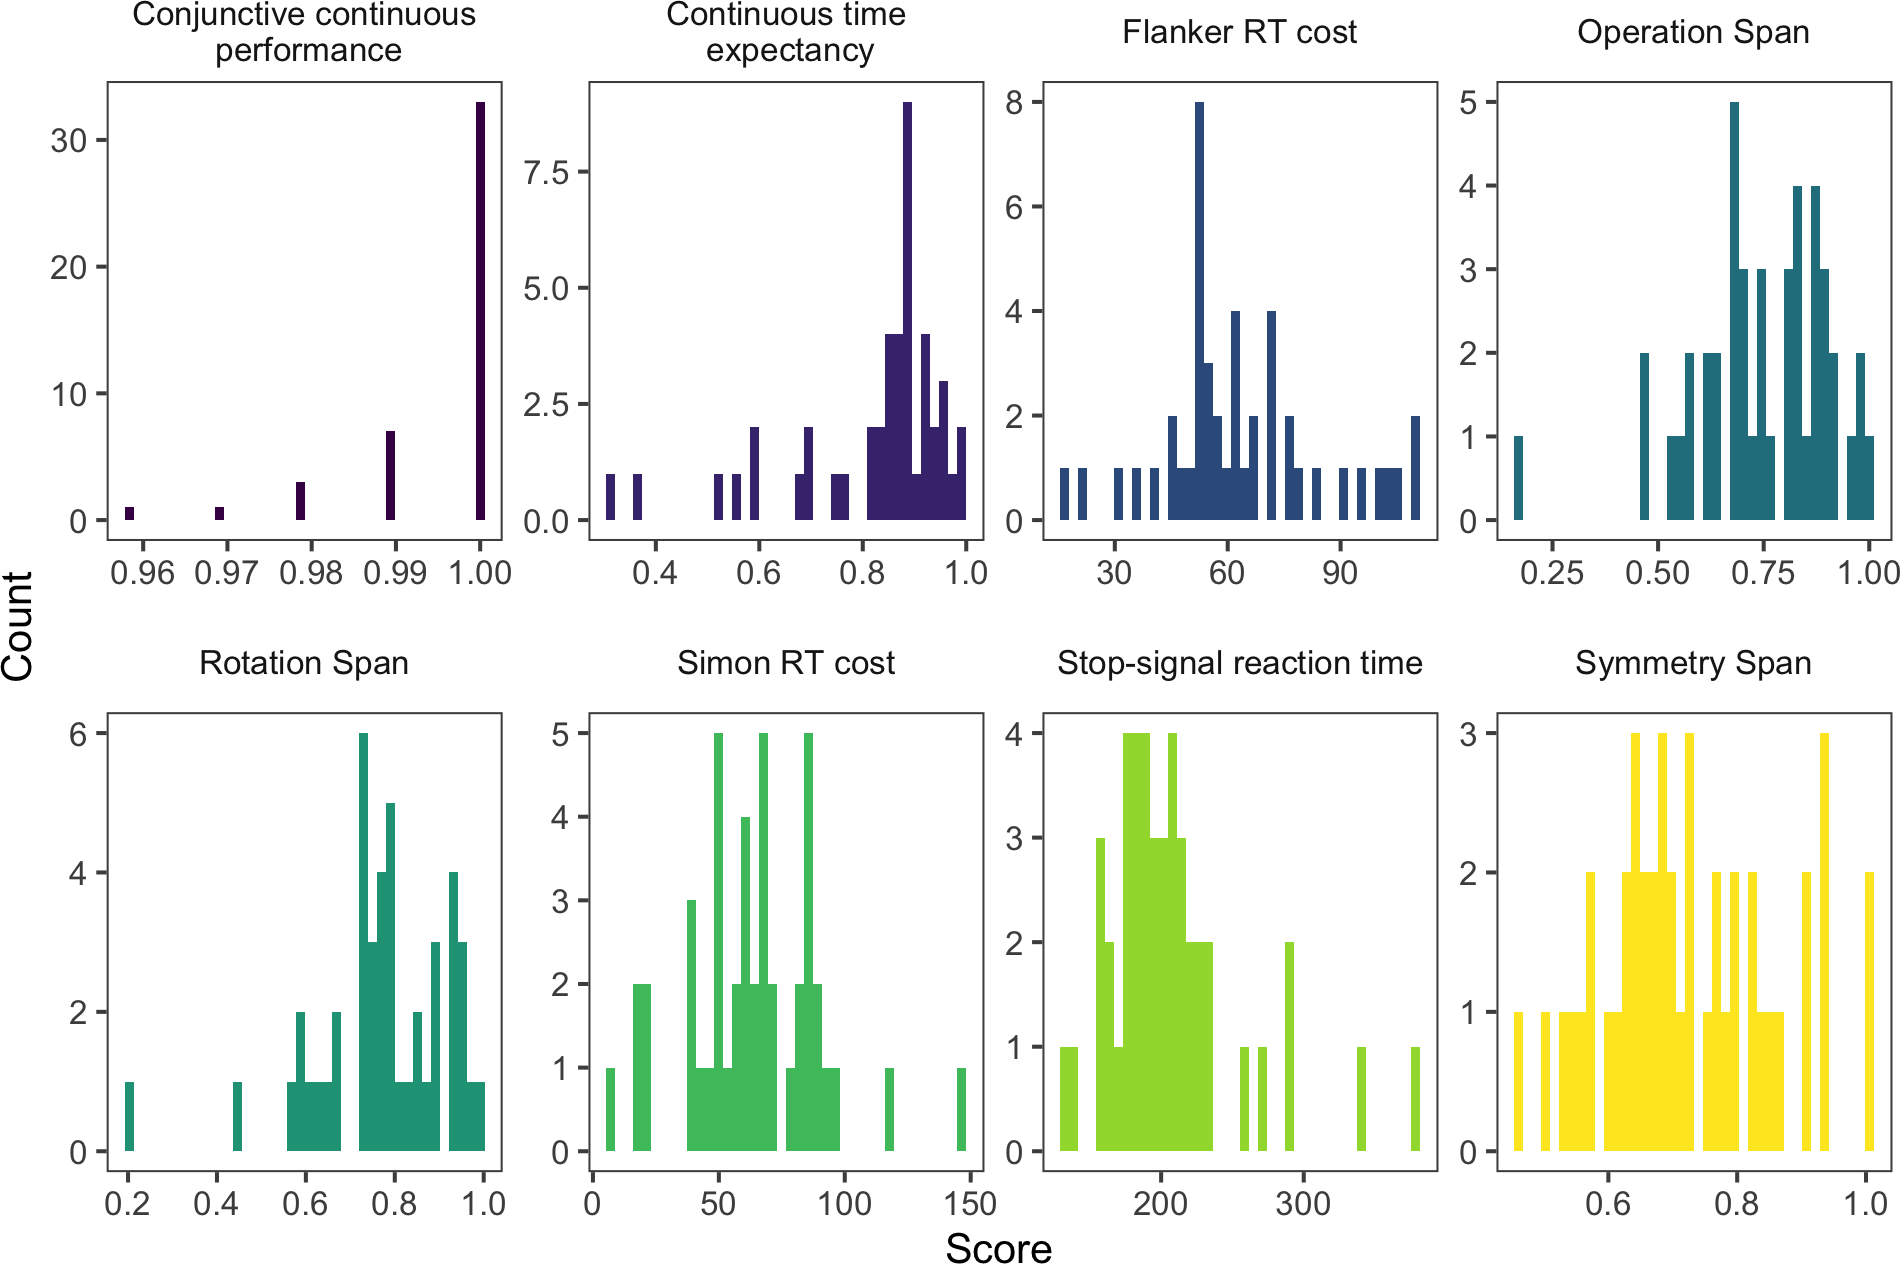 Conjunctive continuous
performance
Continuous time
expectancy
Flanker RT cost
Operation Span
30
20
10
0
0.96 0.97 0.98 0.99 1.00
7.5
5.0
2.5
0.0
0.4 0.6 0.8 1.0
8
6
4
2
0
30 60 90
5
4
3
2
1
0
0.25 0.50 0.75 1.00
Count
Rotation Span
Simon RT cost
Stop-signal reaction time
Symmetry Span
6
4
2
0
0.2 0.4 0.6 0.8 1.0
5
4
3
2
1
0
0 50 100 150
4
3
2
1
0
200 300
3
2
1
0
0.6 0.8 1.0
Score